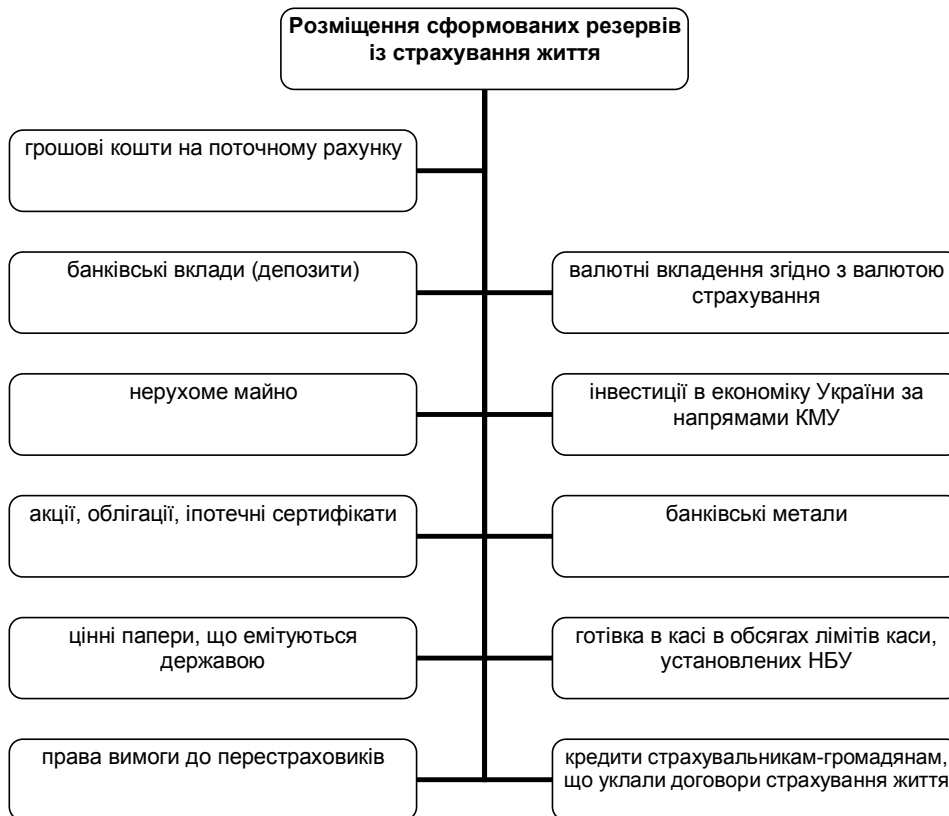 Розміщення сформованих резервів
із страхування життя
грошові кошти на поточному рахунку
банківські вклади (депозити)
валютні вкладення згідно з валютою
страхування
нерухоме майно
інвестиції в економіку України за
напрямами КМУ
акції, облігації, іпотечні сертифікати
банківські метали
цінні папери, що емітуються
державою
готівка в касі в обсягах лімітів каси,
установлених НБУ
права вимоги до перестраховиків
кредити страхувальникам-громадянам,
що уклали договори страхування життя